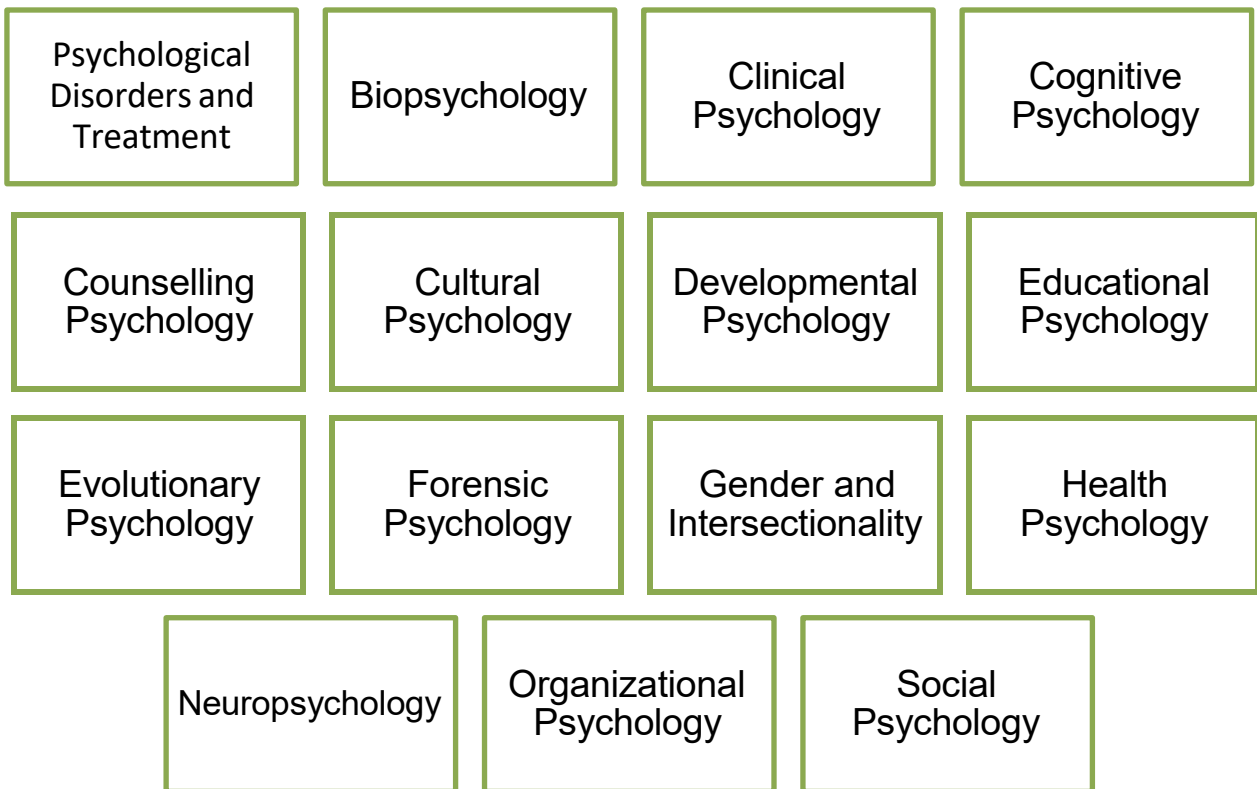 Psychological
Disorders and
Treatment
Biopsychology
Clinical
Psychology
Cognitive
Psychology
Counselling
Psychology
Cultural
Psychology
Developmental
Psychology
Educational
Psychology
Evolutionary
Psychology
Forensic
Psychology
Gender and
Intersectionality
Health
Psychology
Neuropsychology
Organizational
Psychology
Social
Psychology